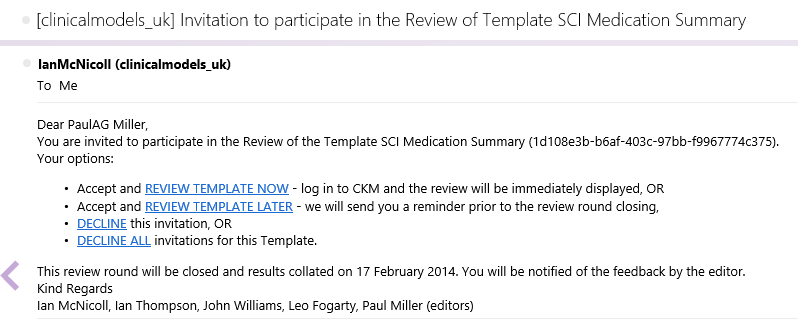 [clinicalmodels_uk] Invitation to participate in the Review of Template SCI Medication Summary
IanMcNicoll (clinicalmodels_uk)
To Me
Dear PaulAG Miller,
You are invited to participate in the Review of the Template SCI Medication Summary (1d108e3b-b6af-403c-97bb-f9967774c375).
Your options:
• Accept and REVIEW TEMPLATE NOW - log in to CKM and the review will be immediately displayed, OR
• Accept and REVIEW TEMPLATE LATER - we will send you a reminder prior to the review round closing,
• DECLINE this invitation, OR
• DECLINE ALL invitations for this Template.
This review round will be closed and results collated on 17 February 2014. You will be notified of the feedback by the editor.
Kind Regards
Ian McNicoll, Ian Thompson, John Williams, Leo Fogarty, Paul Miller (editors)